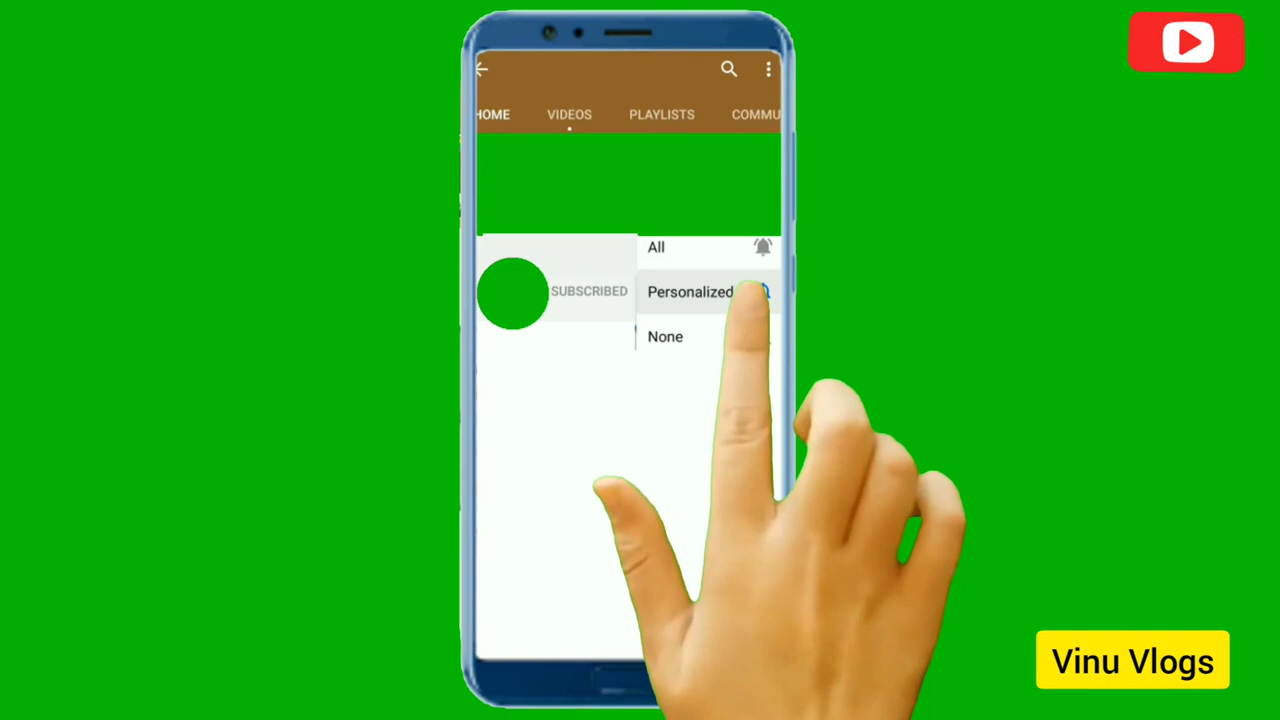 HOME VIDEOS PLAYLISTS COMMU
All
SUBSCRIBED Personalized
None
Vinu Vlogs